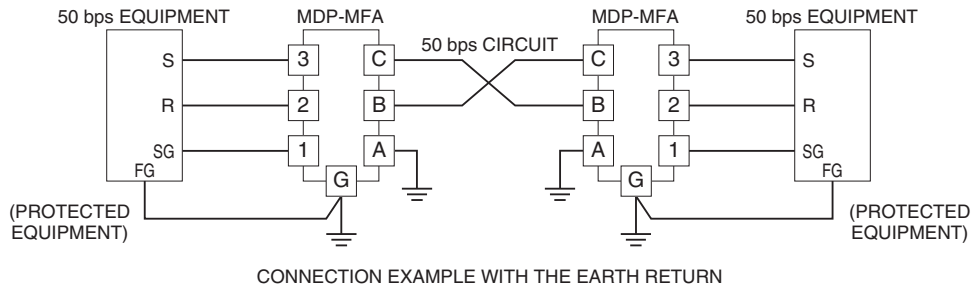 50 bps EQUIPMENT MDP-MFA MDP-MFA 50 bps EQUIPMENT
50 bps CIRCUIT
S 3 C C 3 S
R 2 B B 2 R
SG 1 A A 1 SG
FG G G FG
(PROTECTED EQUIPMENT) (PROTECTED EQUIPMENT)
CONNECTION EXAMPLE WITH THE EARTH RETURN